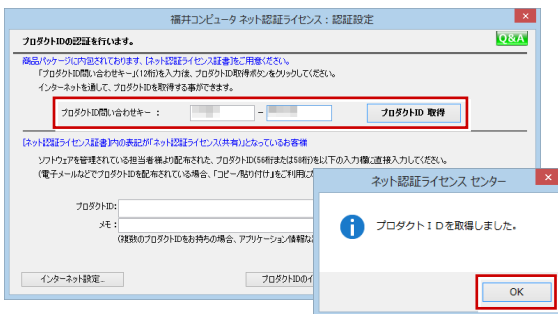 福井コンピュータ ネット認証ライセンス：認証設定
プロダクトIDの認証を行います。
Q&A
商品パッケージに内包されております、[ネット認証ライセンス証書]をご用意ください。
「プロダクトID問い合わせキー」(12桁)を入力後、プロダクトID取得ボタンをクリックしてください。
インターネットを通して、プロダクトIDを取得する事ができます。
プロダクトID問い合わせキー ： － プロダクトID 取得
[ネット認証ライセンス証書]内の表記が「ネット認証ライセンス(共有)」となっているお客様
ソフトウェアを管理されている担当者様より配布された、プロダクトID(56桁または58桁)を以下の入力欄に直接入力してください。
(電子メールなどでプロダクトIDを配布されている場合、「コピー/貼り付け」をご利用に
プロダクトID:
メモ：
(複数のプロダクトIDをお持ちの場合、アプリケーション情報な
インターネット設定...
プロダクトIDの
ネット認証ライセンス センター
プロダクトＩＤを取得しました。
OK